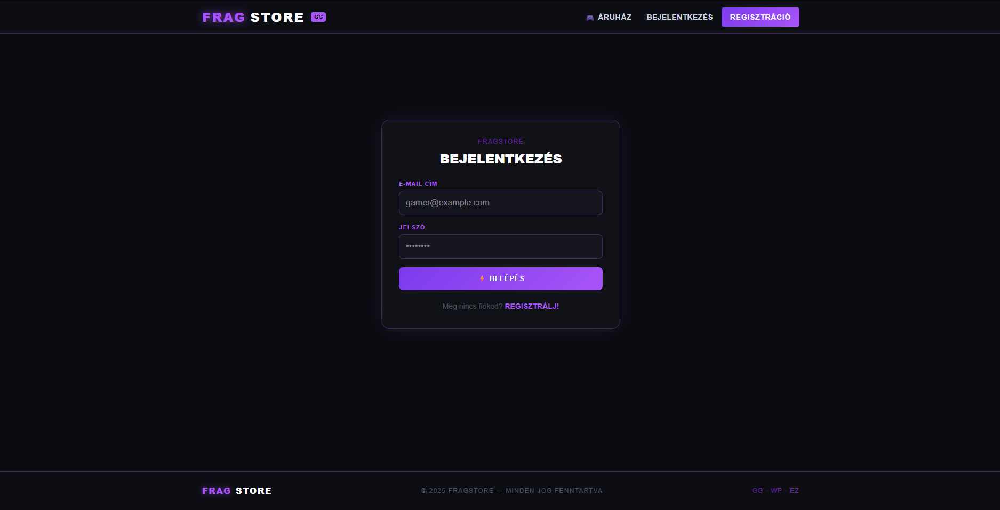 FRAG STORE GG
ÁRUHÁZ BEJELENTKEZÉS REGISZTRÁCIÓ
FRAGSTORE
BEJELENTKEZÉS
E-MAIL CÍM
gamer@example.com
JELSZÓ
••••••••
BELÉPÉS
Még nincs fiókod? REGISZTRÁLJ!
FRAG STORE
© 2025 FRAGSTORE — MINDEN JOG FENNTARTVA
GG · WP · EZ